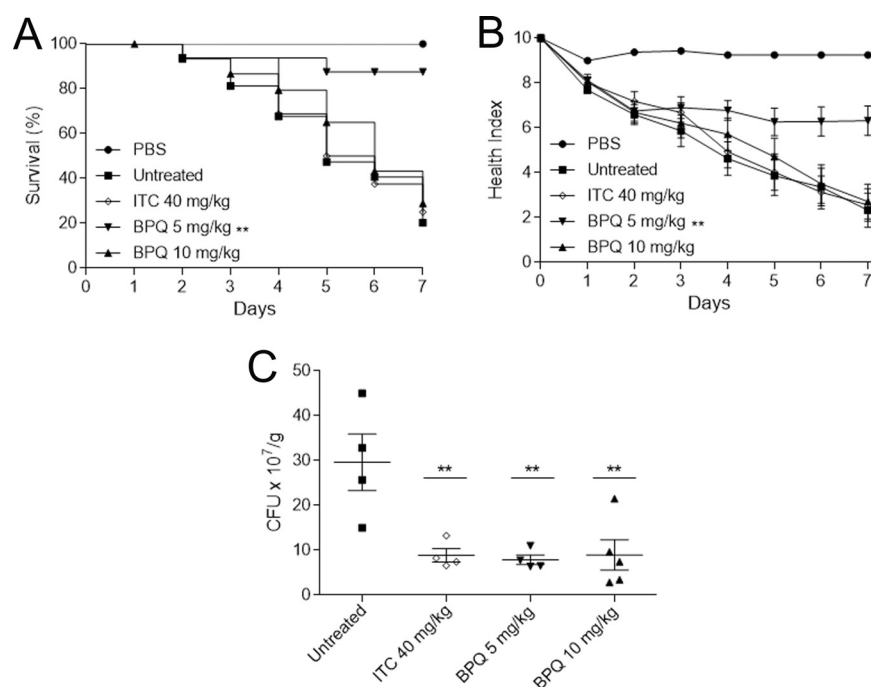 A
100
80
60
40
20
0
Survival (%)
PBS
Untreated
ITC 40 mg/kg
BPQ 5 mg/kg **
BPQ 10 mg/kg
0 1 2 3 4 5 6 7
Days
B
10
8
6
4
2
0
Health Index
PBS
Untreated
ITC 40 mg/kg
BPQ 5 mg/kg **
BPQ 10 mg/kg
0 1 2 3 4 5 6 7
Days
C
50
40
30
20
10
0
CFU x 10⁷/g
** ** **
Untreated
ITC 40 mg/kg
BPQ 5 mg/kg
BPQ 10 mg/kg